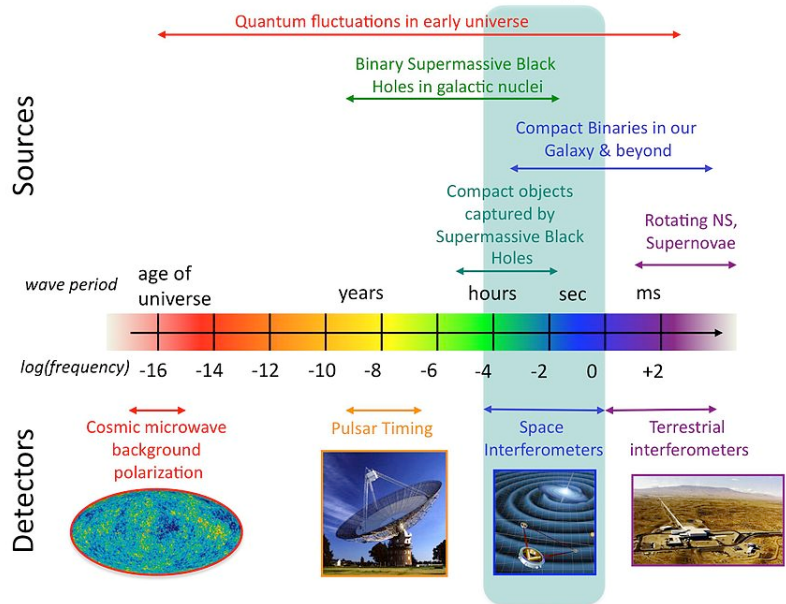 Quantum fluctuations in early universe
Sources
Binary Supermassive Black
Holes in galactic nuclei
Compact Binaries in our
Galaxy & beyond
Compact objects
captured by
Supermassive Black
Holes
Rotating NS,
Supernovae
wave period
age of
universe
years
hours
sec
ms
log(frequency)
-16
-14
-12
-10
-8
-6
-4
-2
0
+2
Detectors
Cosmic microwave
background
polarization
Pulsar Timing
Space
Interferometers
Terrestrial
interferometers